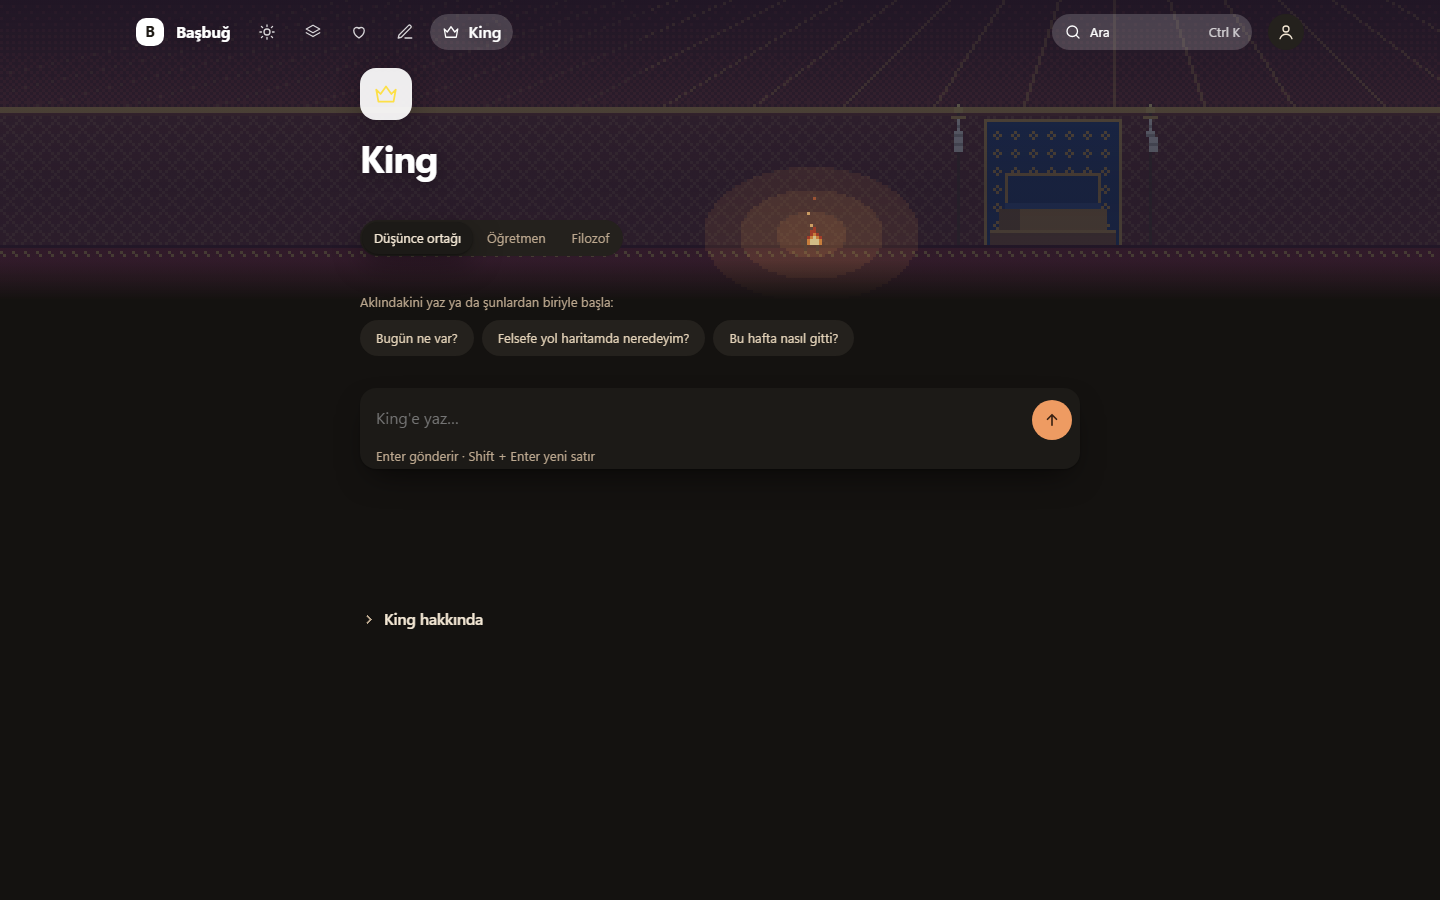 B Başbuğ King Ara Ctrl K
King
Düşünce ortağı Öğretmen Filozof
Aklındakini yaz ya da şunlardan biriyle başla:
Bugün ne var? Felsefe yol haritamda neredeyim? Bu hafta nasıl gitti?
King'e yaz...
Enter gönderir · Shift + Enter yeni satır
King hakkında